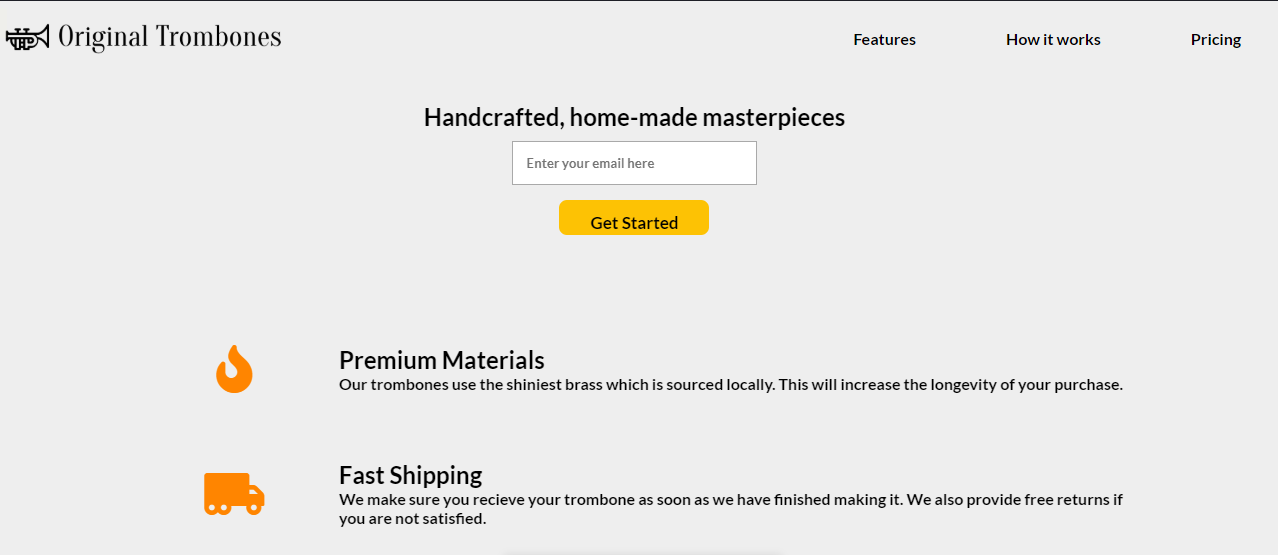 Original Trombones
Features
How it works
Pricing
Handcrafted, home-made masterpieces
Enter your email here
Get Started
Premium Materials
Our trombones use the shiniest brass which is sourced locally. This will increase the longevity of your purchase.
Fast Shipping
We make sure you recieve your trombone as soon as we have finished making it. We also provide free returns if
you are not satisfied.